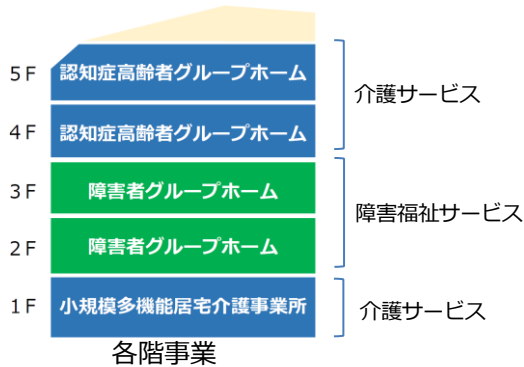 5F 認知症高齢者グループホーム
介護サービス
4F 認知症高齢者グループホーム
3F 障害者グループホーム
障害福祉サービス
2F 障害者グループホーム
1F 小規模多機能居宅介護事業所 介護サービス
各階事業